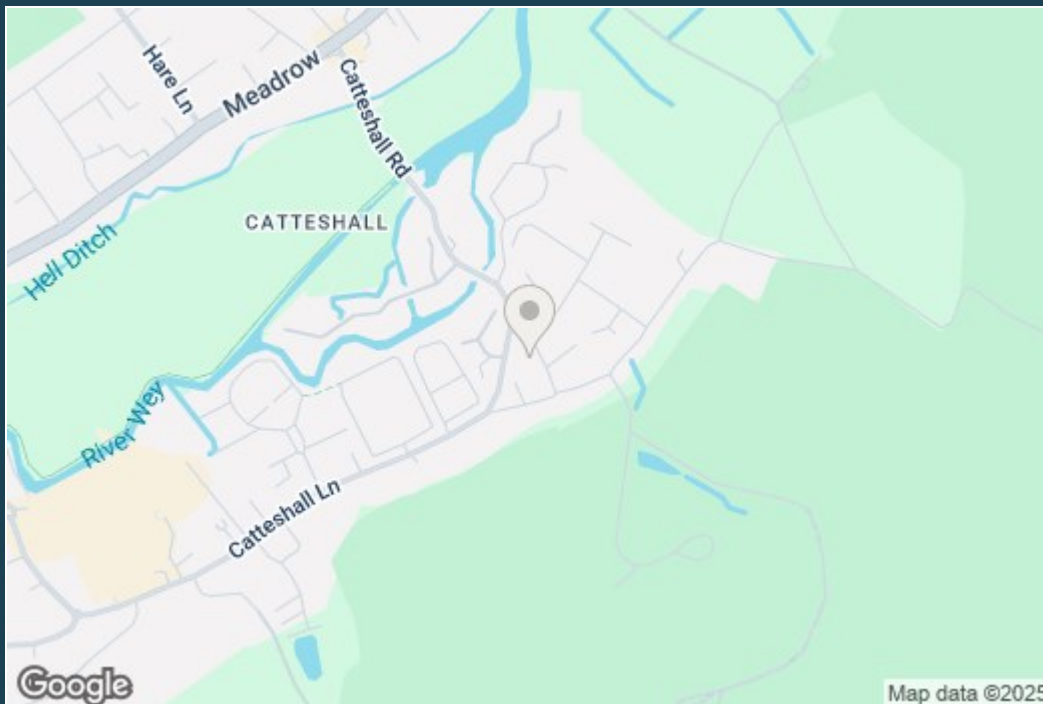 Hare Ln
Meadrow
Catteshall Rd
CATTESHALL
Hell Ditch
River Wey
Catteshall Ln
Google
Map data ©2025